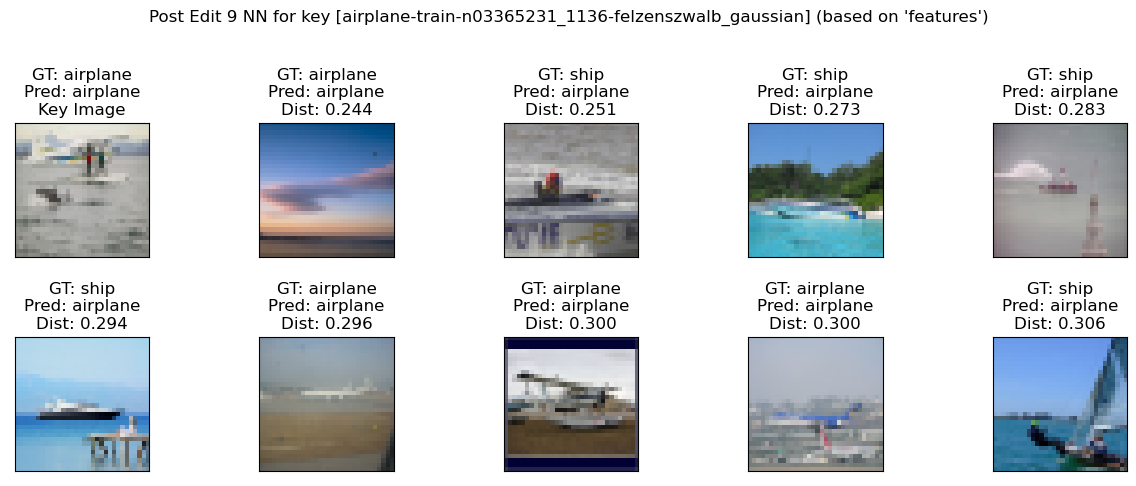 Post Edit 9 NN for key [airplane-train-n03365231_1136-felzenszwalb_gaussian] (based on 'features')
GT: airplane
Pred: airplane
Key Image
GT: airplane
Pred: airplane
Dist: 0.244
GT: ship
Pred: airplane
Dist: 0.251
GT: ship
Pred: airplane
Dist: 0.273
GT: ship
Pred: airplane
Dist: 0.283
GT: ship
Pred: airplane
Dist: 0.294
GT: airplane
Pred: airplane
Dist: 0.296
GT: airplane
Pred: airplane
Dist: 0.300
GT: airplane
Pred: airplane
Dist: 0.300
GT: ship
Pred: airplane
Dist: 0.306